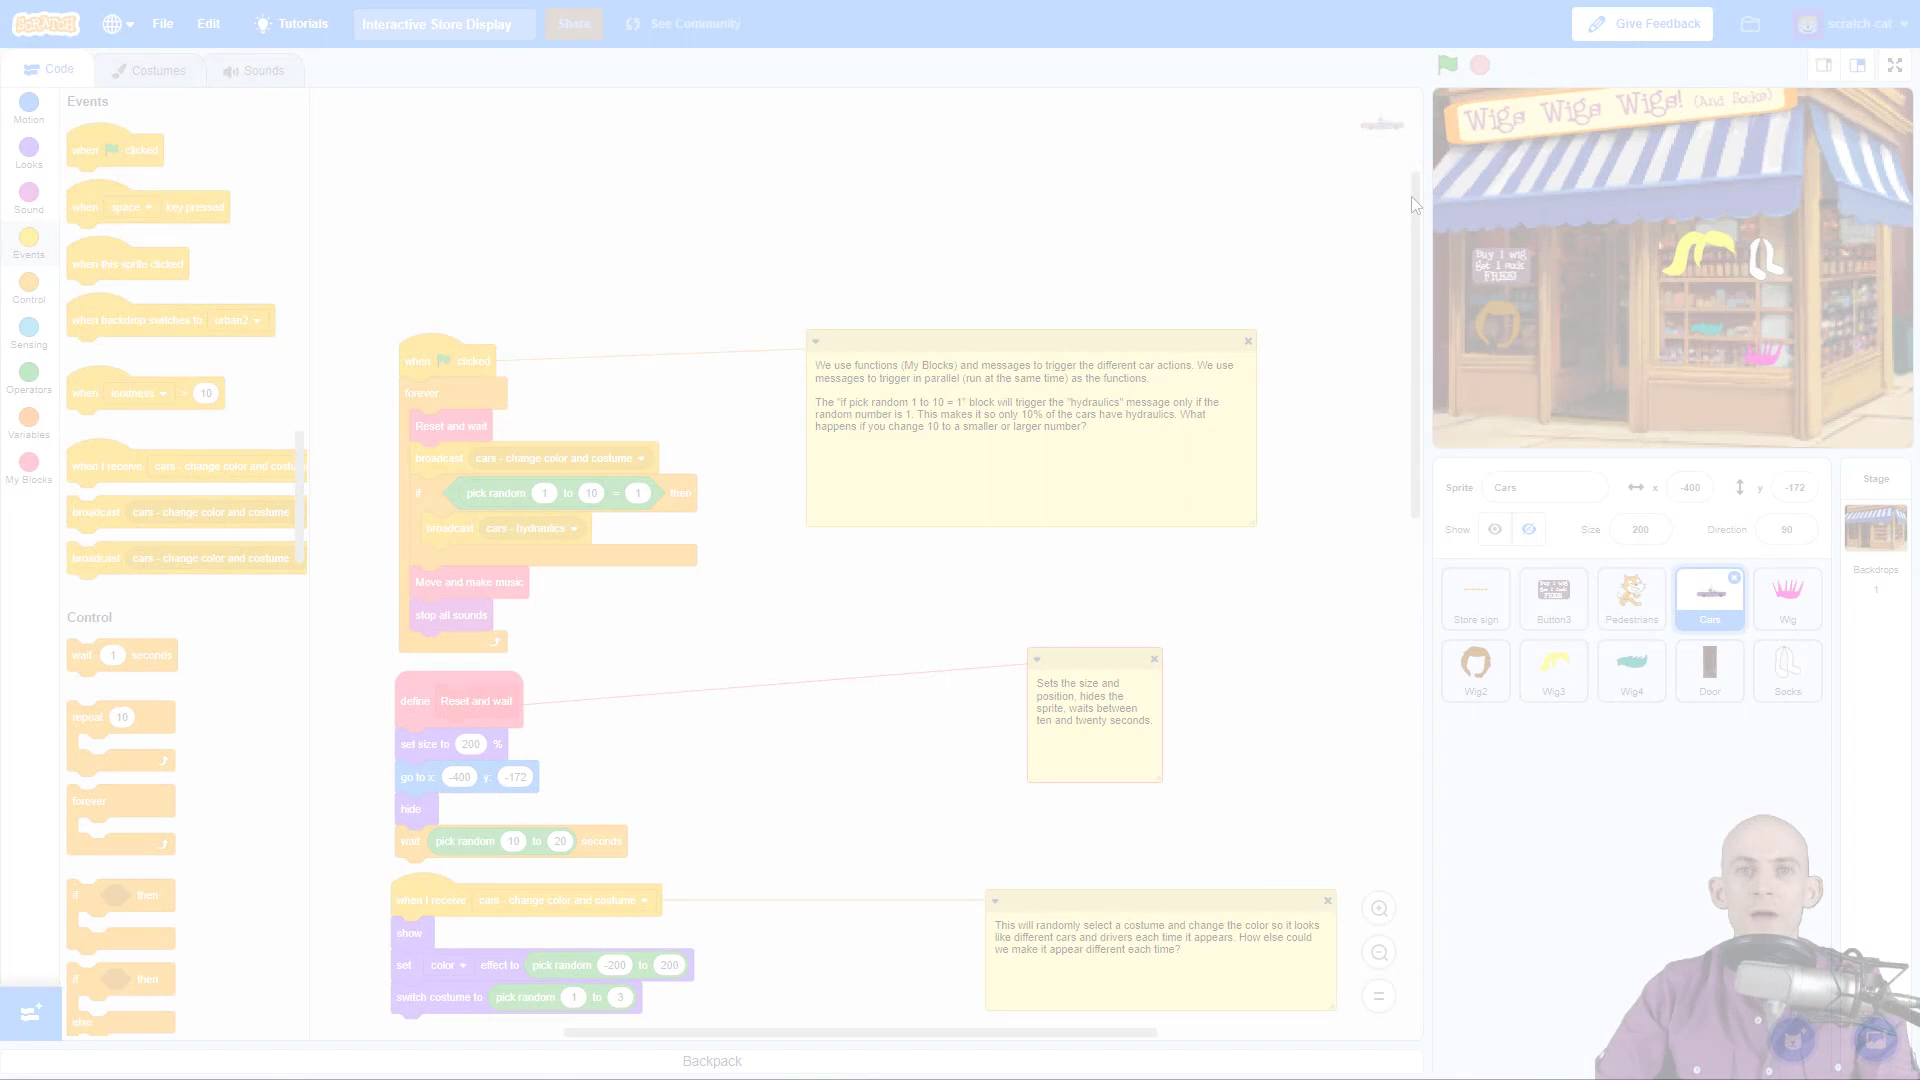 SCRATCH
File
Edit
Tutorials
Interactive Store Display
Share
See Community
Give Feedback
scratch-cat
Code
Costumes
Sounds
Motion
Looks
Sound
Events
Control
Sensing
Operators
Variables
My Blocks
Events
when clicked
when space key pressed
when this sprite clicked
when backdrop switches to urban2
when loudness > 10
when I receive cars - change color and costu
broadcast cars - change color and costume
broadcast cars - change color and costume
Control
wait 1 seconds
repeat 10
forever
if then
if then
else
when clicked
forever
Reset and wait
broadcast cars - change color and costume
if pick random 1 to 10 = 1 then
broadcast cars - hydraulics
Move and make music
stop all sounds
define Reset and wait
set size to 200 %
go to x: -400 y: -172
hide
wait pick random 10 to 20 seconds
when I receive cars - change color and costume
show
set color effect to pick random -200 to 200
switch costume to pick random 1 to 3
We use functions (My Blocks) and messages to trigger the different car actions. We use
messages to trigger in parallel (run at the same time) as the functions.
The "if pick random 1 to 10 = 1" block will trigger the "hydraulics" message only if the
random number is 1. This makes it so only 10% of the cars have hydraulics. What
happens if you change 10 to a smaller or larger number?
Sets the size and
position, hides the
sprite, waits between
ten and twenty seconds.
This will randomly select a costume and change the color so it looks
like different cars and drivers each time it appears. How else could
we make it appear different each time?
Backpack
Wigs Wigs Wigs! (And Socks)
Buy 1 wig
get 1 sock
FREE!
Sprite Cars x -400 y -172
Show Size 200 Direction 90
Stage
Backdrops
1
Store sign
Button3
Pedestrians
Cars
Wig
Wig2
Wig3
Wig4
Door
Socks